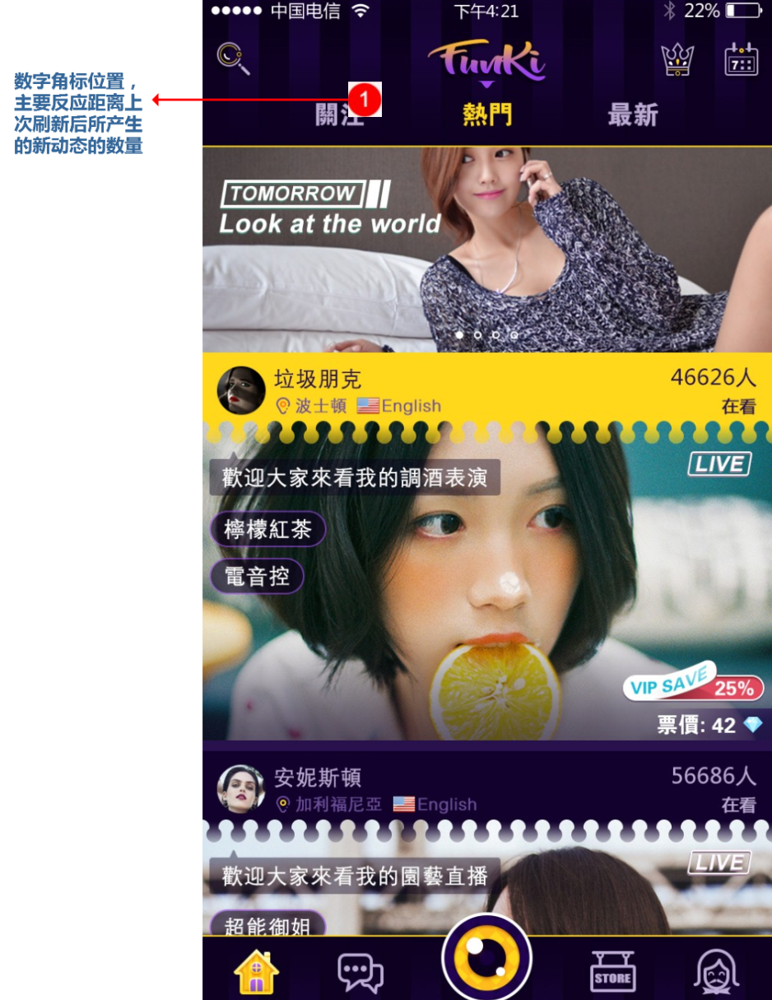 ●●●●● 中国电信 下午4:21 22%
FunKi
7
数字角标位置，
主要反应距离上
次刷新后所产生
的新动态的数量
1
關注 熱門 最新
TOMORROW
Look at the world
垃圾朋克 46626人
波士頓 English 在看
LIVE
歡迎大家來看我的調酒表演
檸檬紅茶
電音控
VIP SAVE 25%
票價: 42
安妮斯頓 56686人
加利福尼亞 English 在看
LIVE
歡迎大家來看我的園藝直播
超能御姐
STORE